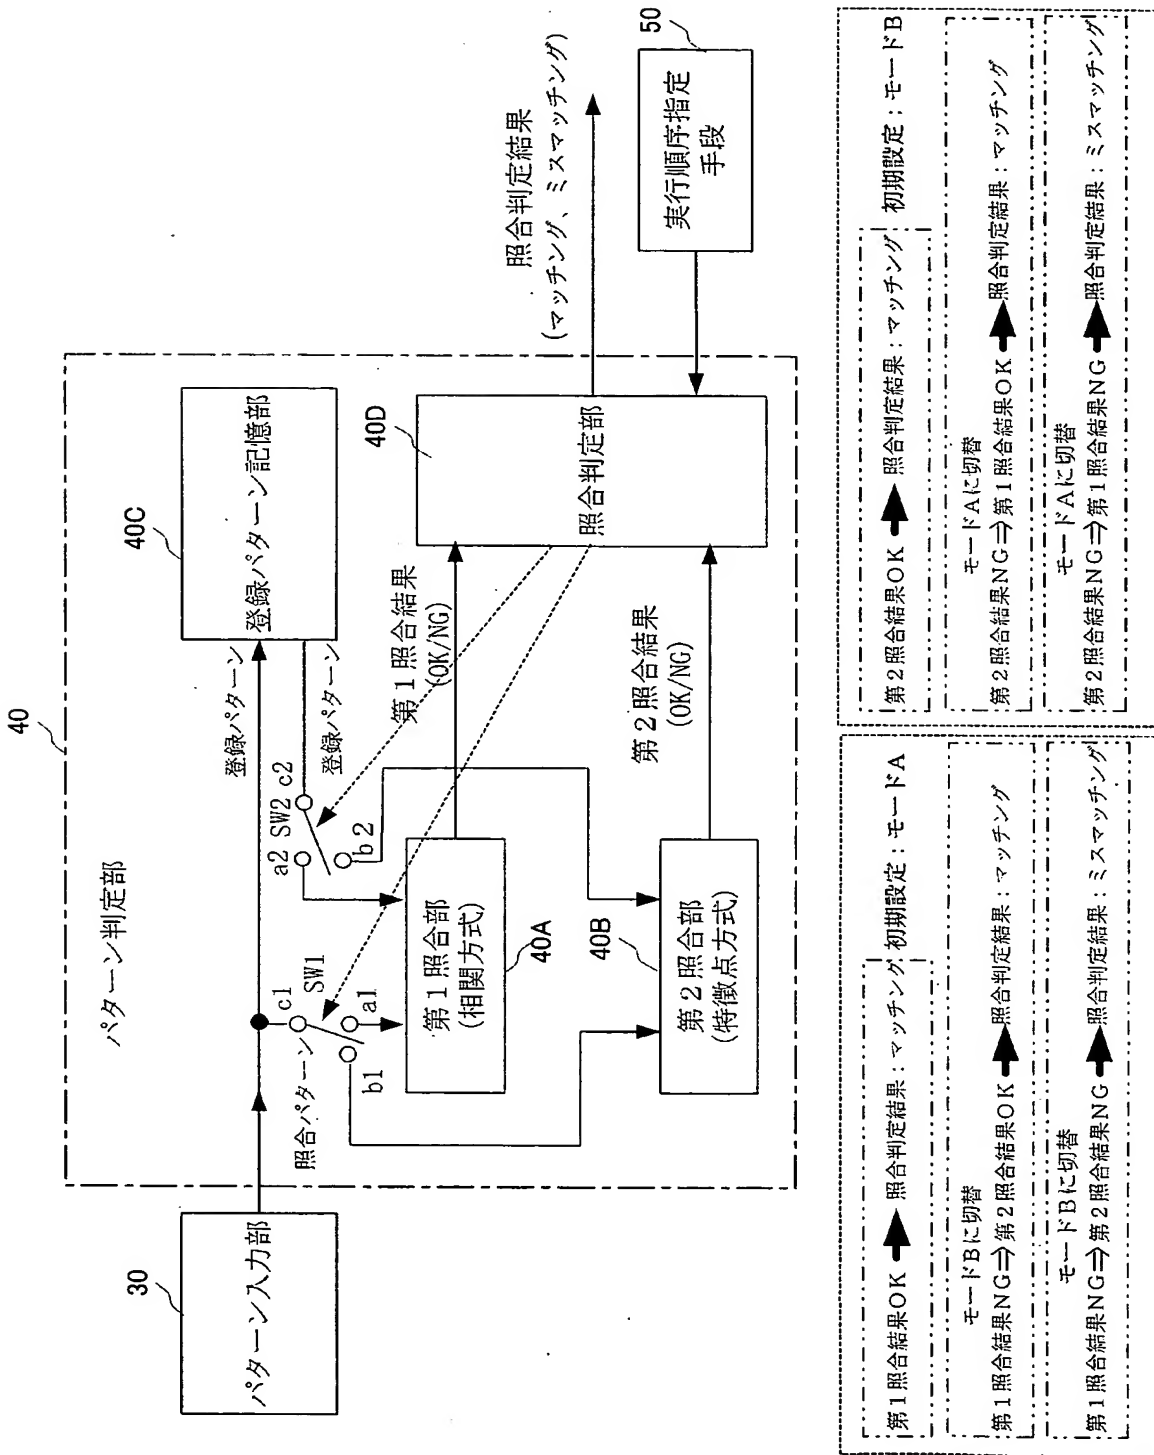 30
パターン入力部
40
パターン判定部
照合パターン
c1
SW1
b1
a1
登録パターン
40C
登録パターン記憶部
登録パターン
a2
SW2
c2
b2
第1照合部
(相関方式)
40A
第1照合結果
(OK/NG)
40B
第2照合部
(特徴点方式)
第2照合結果
(OK/NG)
40D
照合判定部
照合判定結果
(マッチング、ミスマッチング)
50
実行順序指定
手段
初期設定:モードA
第1照合結果OK 照合判定結果:マッチング
モードBに切替
第1照合結果NG⇒第2照合結果OK 照合判定結果:マッチング
モードBに切替
第1照合結果NG⇒第2照合結果NG 照合判定結果:ミスマッチング
初期設定:モードB
第2照合結果OK 照合判定結果:マッチング
モードAに切替
第2照合結果NG⇒第1照合結果OK 照合判定結果:マッチング
モードAに切替
第2照合結果NG⇒第1照合結果NG 照合判定結果:ミスマッチング